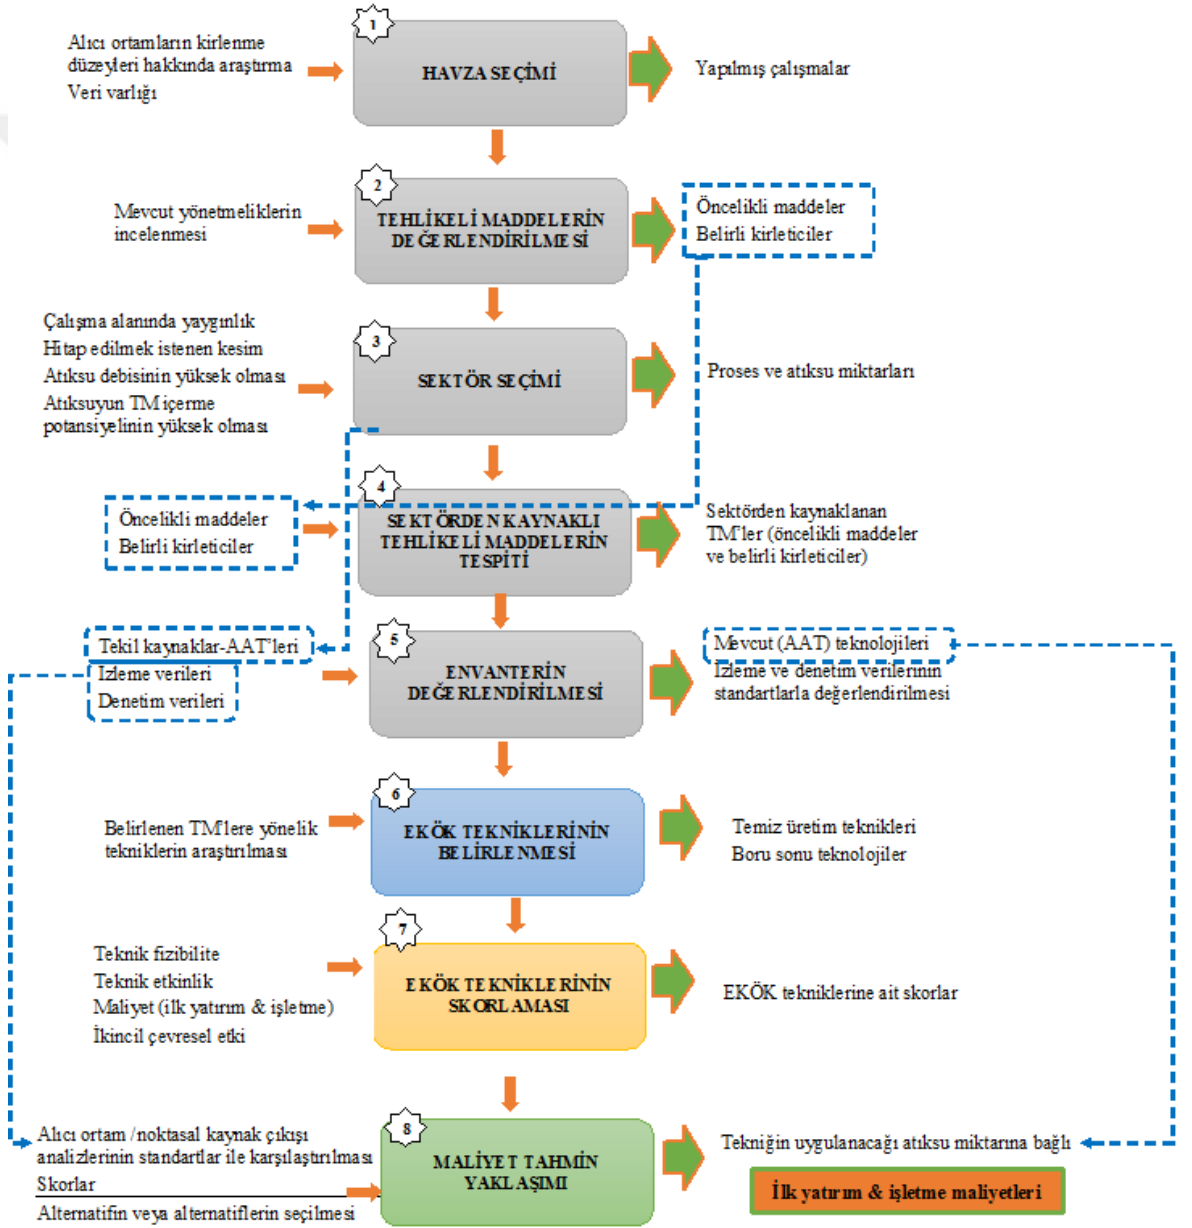 1
Alıcı ortamların kirlenme
düzeyleri hakkında araştırma
Veri varlığı
HAVZA SEÇİMİ
Yapılmış çalışmalar
2
Mevcut yönetmeliklerin
incelenmesi
TEHLİKELİ MADDELERİN
DEĞERLENDİRİLMESİ
Öncelikli maddeler
Belirli kirleticiler
3
Çalışma alanında yaygınlık
Hitap edilmek istenen kesim
Atıksu debisinin yüksek olması
Atıksuyun TM içerme
potansiyelinin yüksek olması
SEKTÖR SEÇİMİ
Proses ve atıksu miktarları
4
Öncelikli maddeler
Belirli kirleticiler
SEKTÖRDEN KAYNAKLI
TEHLİKELİ MADDELERİN
TESPİTİ
Sektörden kaynaklanan
TM'ler (öncelikli maddeler
ve belirli kirleticiler)
5
Tekil kaynaklar-AAT'leri
İzleme verileri
Denetim verileri
ENVANTERİN
DEĞERLENDİRİLMESİ
Mevcut (AAT) teknolojileri
İzleme ve denetim verilerinin
standartlarla değerlendirilmesi
6
Belirlenen TM'lere yönelik
tekniklerin araştırılması
EKÖK TEKNİKLERİNİN
BELİRLENMESİ
Temiz üretim teknikleri
Boru sonu teknolojiler
7
Teknik fizibilite
Teknik etkinlik
Maliyet (ilk yatırım & işletme)
İkincil çevresel etki
EKÖK TEKNİKLERİNİN
SKORLAMASI
EKÖK tekniklerine ait skorlar
8
Alıcı ortam /noktasal kaynak çıkışı
analizlerinin standartlar ile karşılaştırılması
Skorlar
Alternatifin veya alternatiflerin seçilmesi
MALİYET TAHMİN
YAKLAŞIMI
Tekniğin uygulanacağı atıksu miktarına bağlı
İlk yatırım & işletme maliyetleri